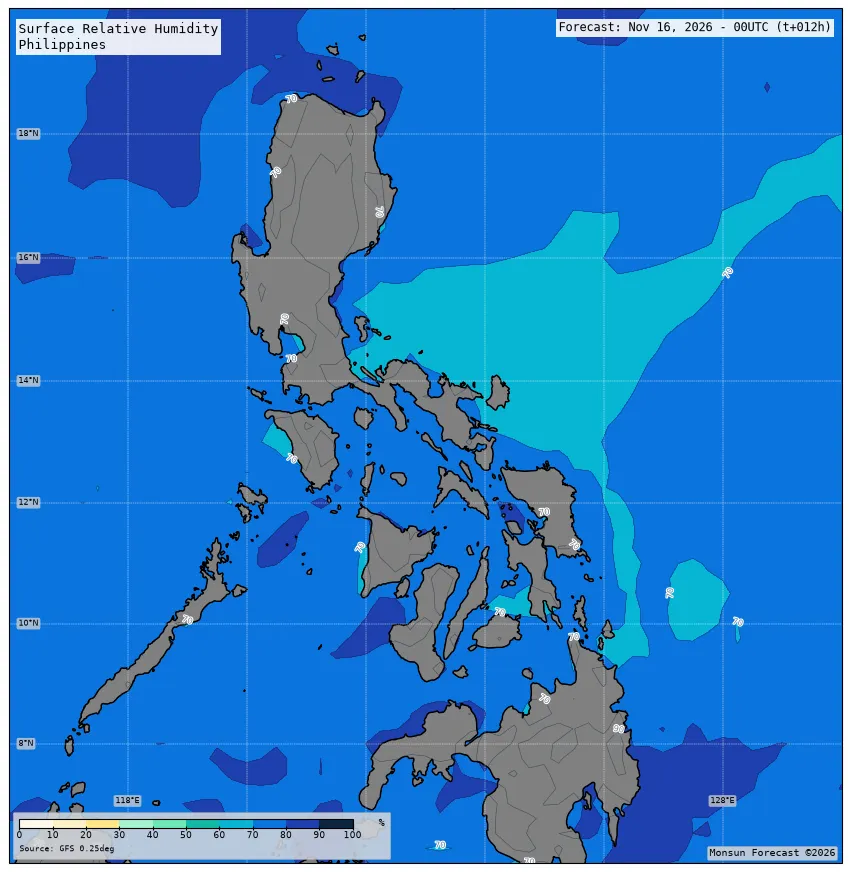 Surface Relative Humidity
Philippines
Forecast: Nov 16, 2026 - 00UTC (t+012h)
70
18°N
70
70
16°N
70
70
70
14°N
70
12°N
70
70
70
70
70
10°N
70
70
70
70
90
8°N
118°E
128°E
0 10 20 30 40 50 60 70 80 90 100 %
Source: GFS 0.25deg
70
70
70
Monsun Forecast ©2026